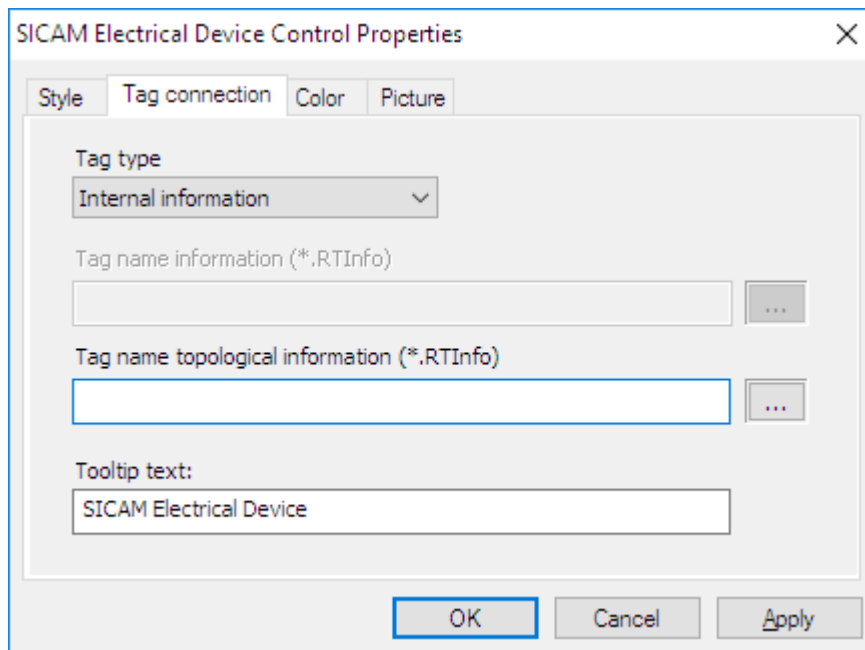 SICAM Electrical Device Control Properties
Style Tag connection Color Picture
Tag type
Internal information
Tag name information (*.RTInfo)
...
Tag name topological information (*.RTInfo)
...
Tooltip text:
SICAM Electrical Device
OK Cancel Apply